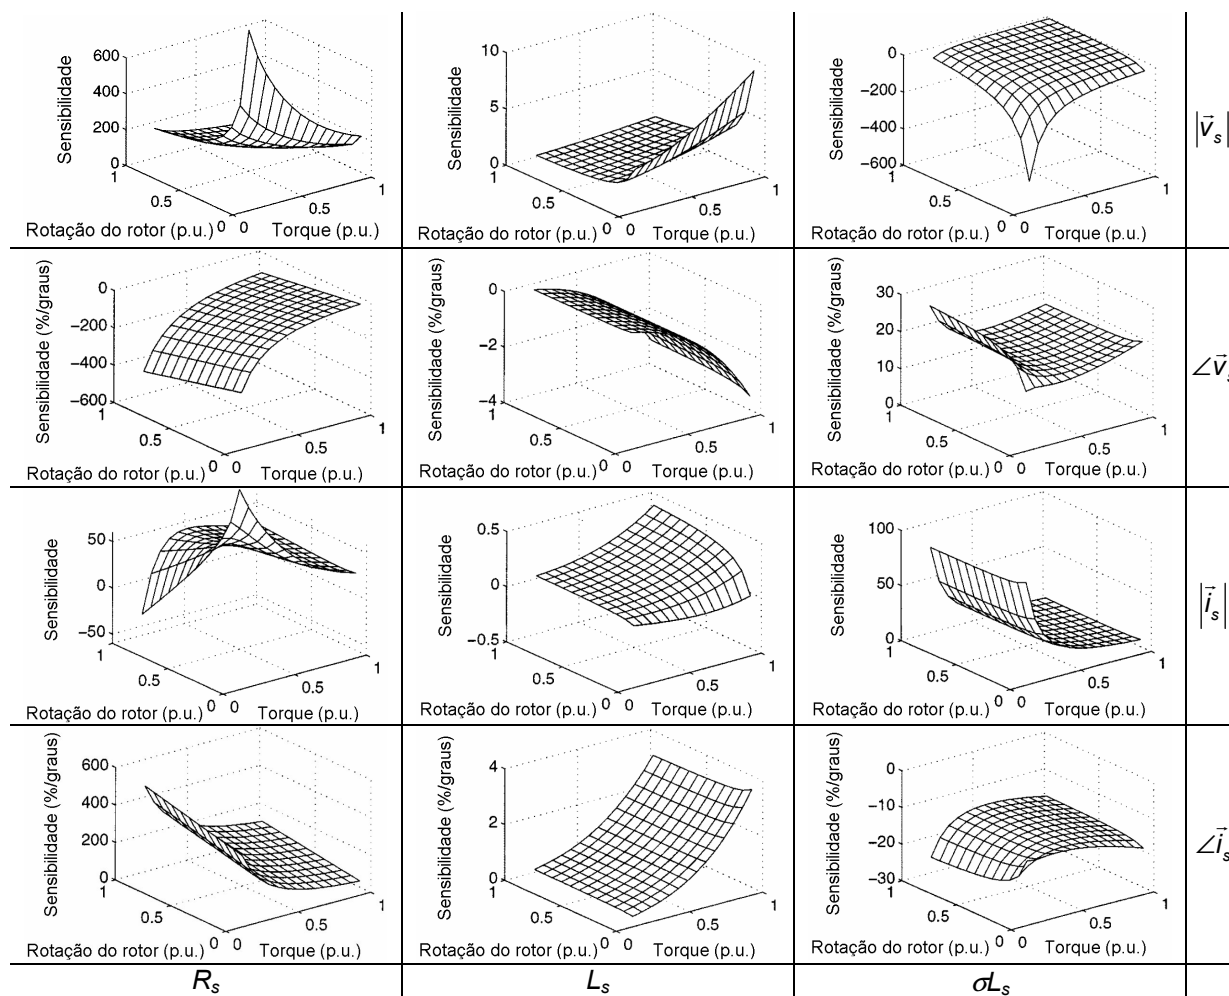 Sensibilidade
600
400
200
0
1
0.5
0
0
0.5
1
Rotação do rotor (p.u.)
Torque (p.u.)
Sensibilidade
10
5
0
1
0.5
0
0
0.5
1
Rotação do rotor (p.u.)
Torque (p.u.)
Sensibilidade
0
−200
−400
−600
1
0.5
0
0
0.5
1
Rotação do rotor (p.u.)
Torque (p.u.)
|v⃗s|
Sensibilidade (%/graus)
0
−200
−400
−600
1
0.5
0
0
0.5
1
Rotação do rotor (p.u.)
Torque (p.u.)
Sensibilidade (%/graus)
0
−2
−4
1
0.5
0
0
0.5
1
Rotação do rotor (p.u.)
Torque (p.u.)
Sensibilidade (%/graus)
30
20
10
0
1
0.5
0
0
0.5
1
Rotação do rotor (p.u.)
Torque (p.u.)
∠v⃗s
Sensibilidade
50
0
−50
1
0.5
0
0
0.5
1
Rotação do rotor (p.u.)
Torque (p.u.)
Sensibilidade
0.5
0
−0.5
1
0.5
0
0
0.5
1
Rotação do rotor (p.u.)
Torque (p.u.)
Sensibilidade
100
50
0
1
0.5
0
0
0.5
1
Rotação do rotor (p.u.)
Torque (p.u.)
|i⃗s|
Sensibilidade (%/graus)
600
400
200
0
1
0.5
0
0
0.5
1
Rotação do rotor (p.u.)
Torque (p.u.)
Sensibilidade (%/graus)
4
2
0
1
0.5
0
0
0.5
1
Rotação do rotor (p.u.)
Torque (p.u.)
Sensibilidade (%/graus)
0
−10
−20
−30
1
0.5
0
0
0.5
1
Rotação do rotor (p.u.)
Torque (p.u.)
∠i⃗s
Rs
Ls
σLs